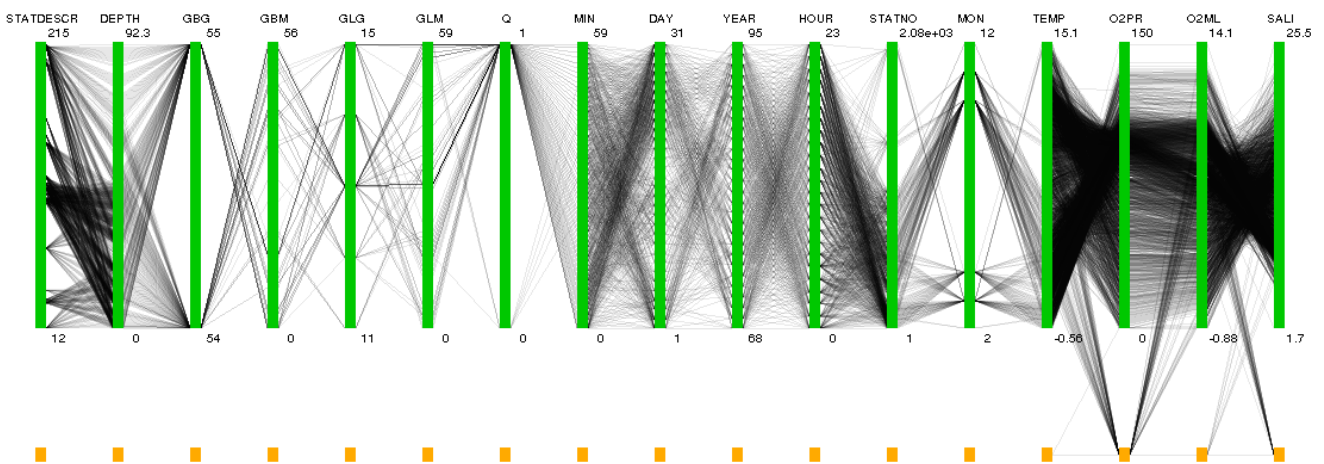 STATDESCR DEPTH GBG GBM GLG GLM Q MIN DAY YEAR HOUR STATNO MON TEMP O2PR O2ML SALI
215 92.3 55 56 15 59 1 59 31 95 23 2.08e+03 12 15.1 150 14.1 25.5
12 0 54 0 11 0 0 0 1 68 0 1 2 -0.56 0 -0.88 1.7